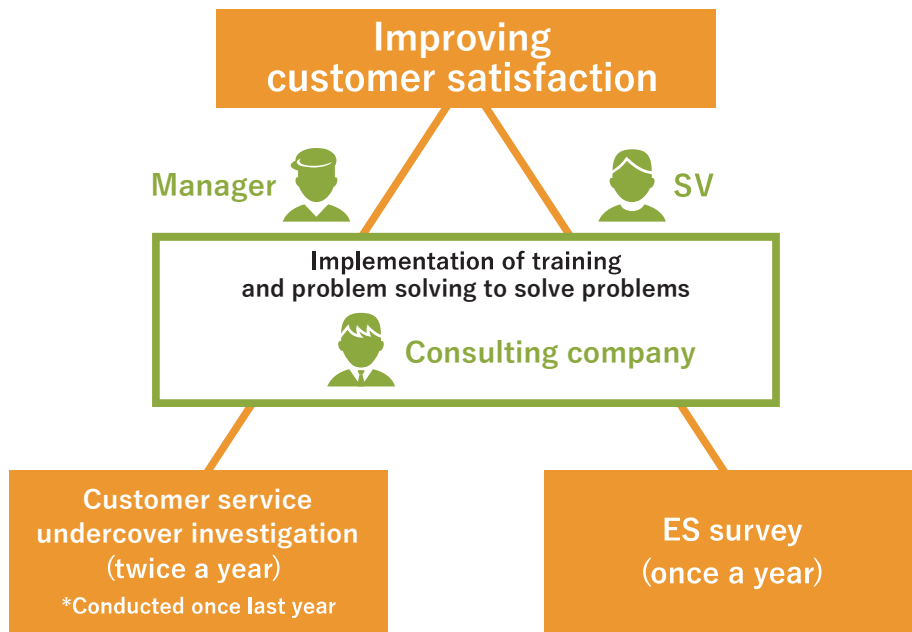 Improving
customer satisfaction
Manager
SV
Implementation of training
and problem solving to solve problems
Consulting company
Customer service
undercover investigation
(twice a year)
*Conducted once last year
ES survey
(once a year)